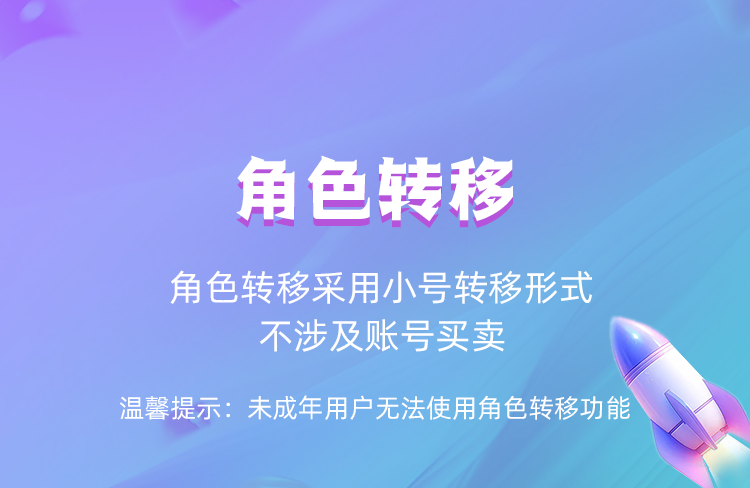 角色转移
角色转移采用小号转移形式
不涉及账号买卖
温馨提示：未成年用户无法使用角色转移功能